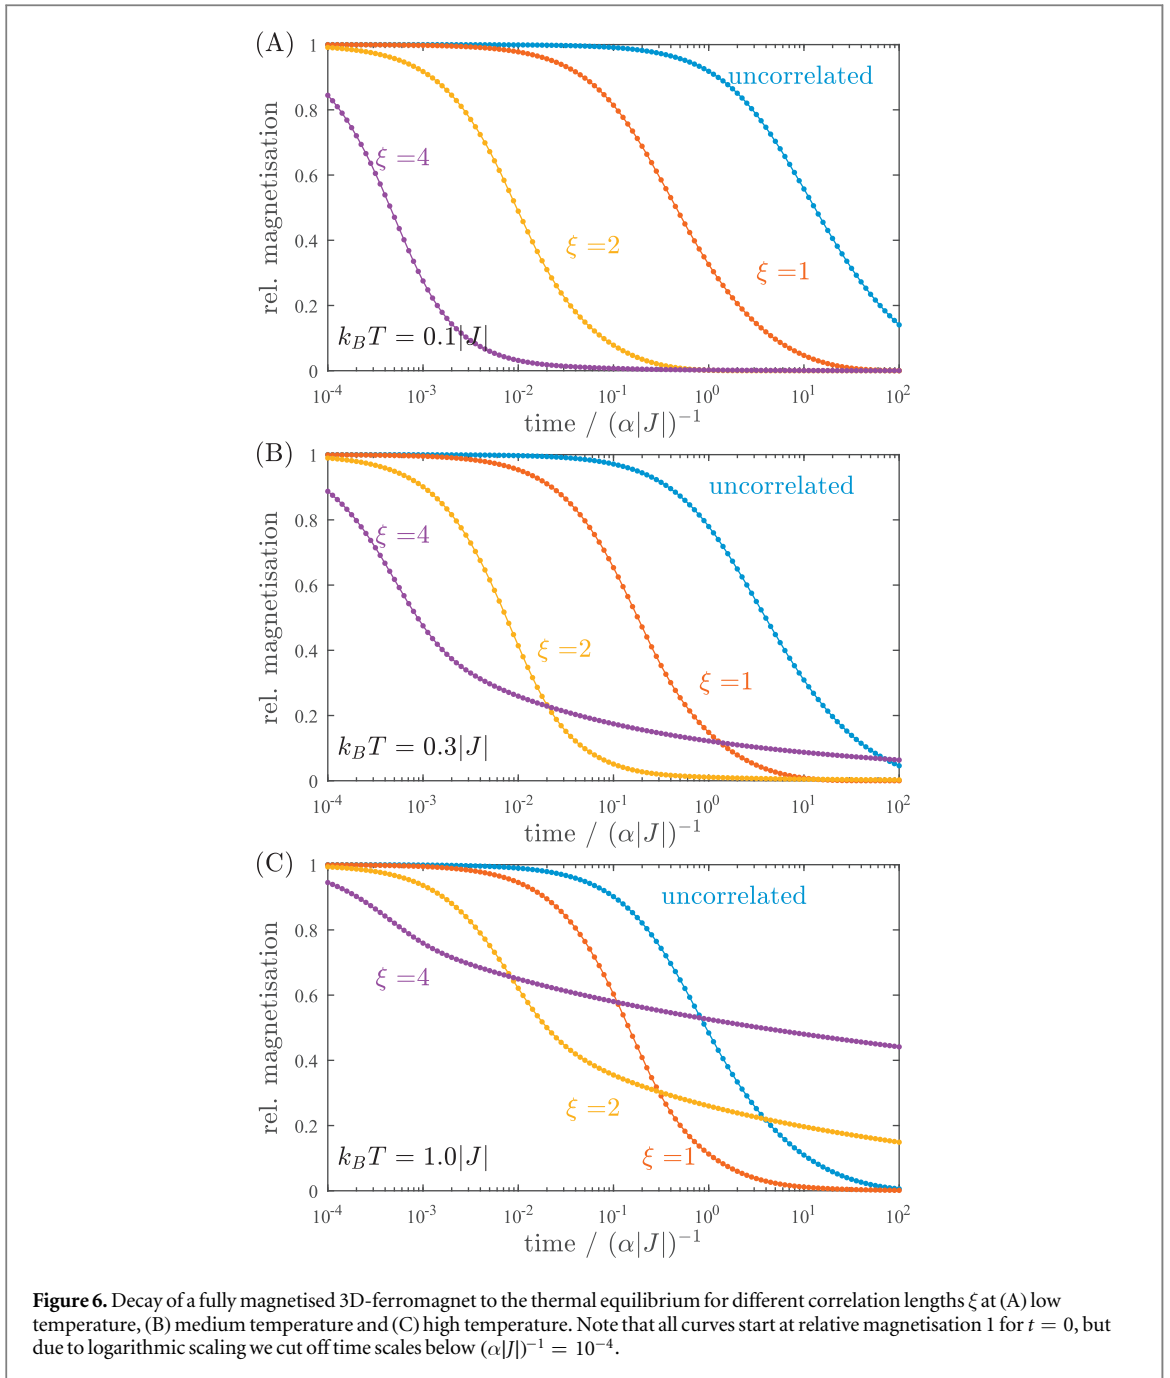 (A)
1
0.8
0.6
0.4
0.2
0
rel. magnetisation
uncorrelated
ξ =4
ξ =2
ξ =1
k_BT = 0.1|J|
10^-4 10^-3 10^-2 10^-1 10^0 10^1 10^2
time / (α|J|)^−1
(B)
1
0.8
0.6
0.4
0.2
0
rel. magnetisation
uncorrelated
ξ =4
ξ =2
ξ =1
k_BT = 0.3|J|
10^-4 10^-3 10^-2 10^-1 10^0 10^1 10^2
time / (α|J|)^−1
(C)
1
0.8
0.6
0.4
0.2
0
rel. magnetisation
uncorrelated
ξ =4
ξ =2
ξ =1
k_BT = 1.0|J|
10^-4 10^-3 10^-2 10^-1 10^0 10^1 10^2
time / (α|J|)^−1
Figure 6. Decay of a fully magnetised 3D-ferromagnet to the thermal equilibrium for different correlation lengths ξ at (A) low
temperature, (B) medium temperature and (C) high temperature. Note that all curves start at relative magnetisation 1 for t = 0, but
due to logarithmic scaling we cut off time scales below (α|J|)^−1 = 10^−4.